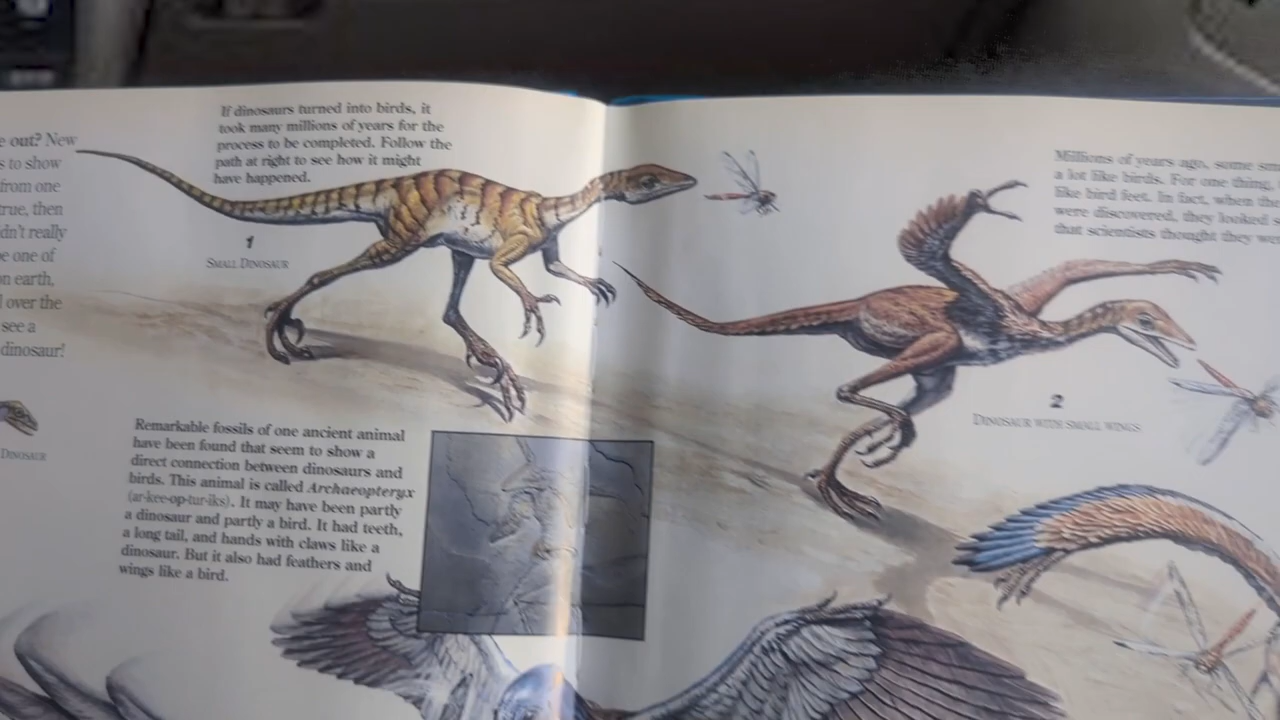 e out? New
s to show
from one
true, then
dn't really
e one of
on earth,
l over the
see a
dinosaur!
DINOSAUR
If dinosaurs turned into birds, it
took many millions of years for the
process to be completed. Follow the
path at right to see how it might
have happened.
1
SMALL DINOSAUR
Remarkable fossils of one ancient animal
have been found that seem to show a
direct connection between dinosaurs and
birds. This animal is called Archaeopteryx
(ar-kee-op-tur-iks). It may have been partly
a dinosaur and partly a bird. It had teeth,
a long tail, and hands with claws like a
dinosaur. But it also had feathers and
wings like a bird.
Millions of years ago, some sm
a lot like birds. For one thing,
like bird feet. In fact, when the
were discovered, they looked s
that scientists thought they we
2
DINOSAUR WITH SMALL WINGS